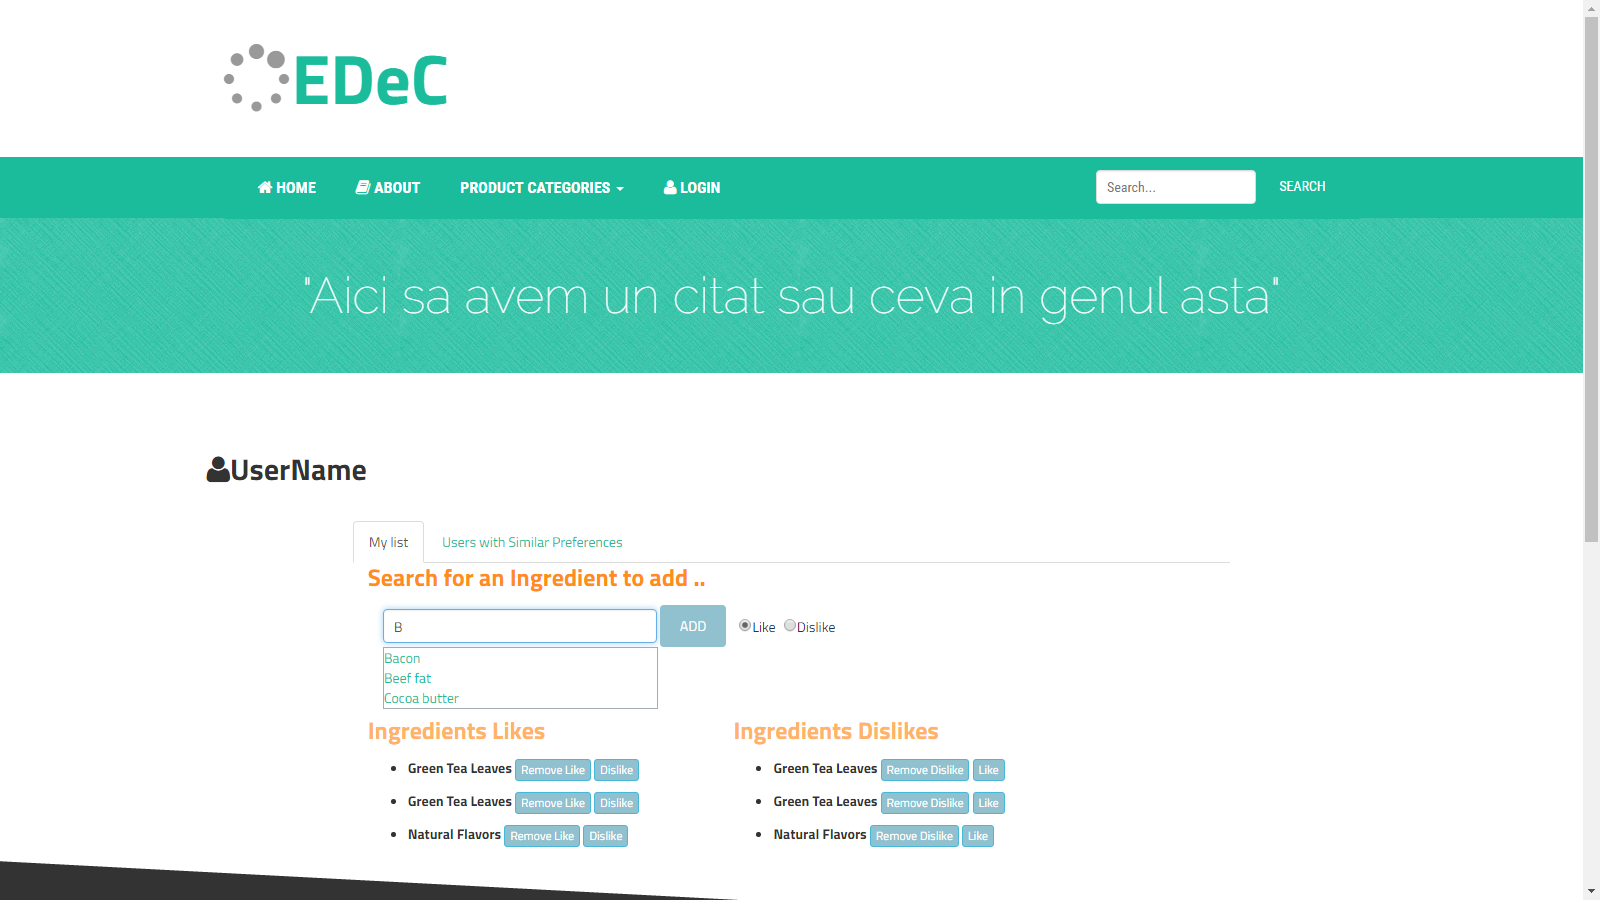 EDeC
HOME ABOUT PRODUCT CATEGORIES LOGIN Search... SEARCH
"Aici sa avem un citat sau ceva in genul asta"
UserName
My list Users with Similar Preferences
Search for an Ingredient to add ..
B ADD Like Dislike
Bacon
Beef fat
Cocoa butter
Ingredients Likes
Green Tea Leaves Remove Like Dislike
Green Tea Leaves Remove Like Dislike
Natural Flavors Remove Like Dislike
Ingredients Dislikes
Green Tea Leaves Remove Dislike Like
Green Tea Leaves Remove Dislike Like
Natural Flavors Remove Dislike Like